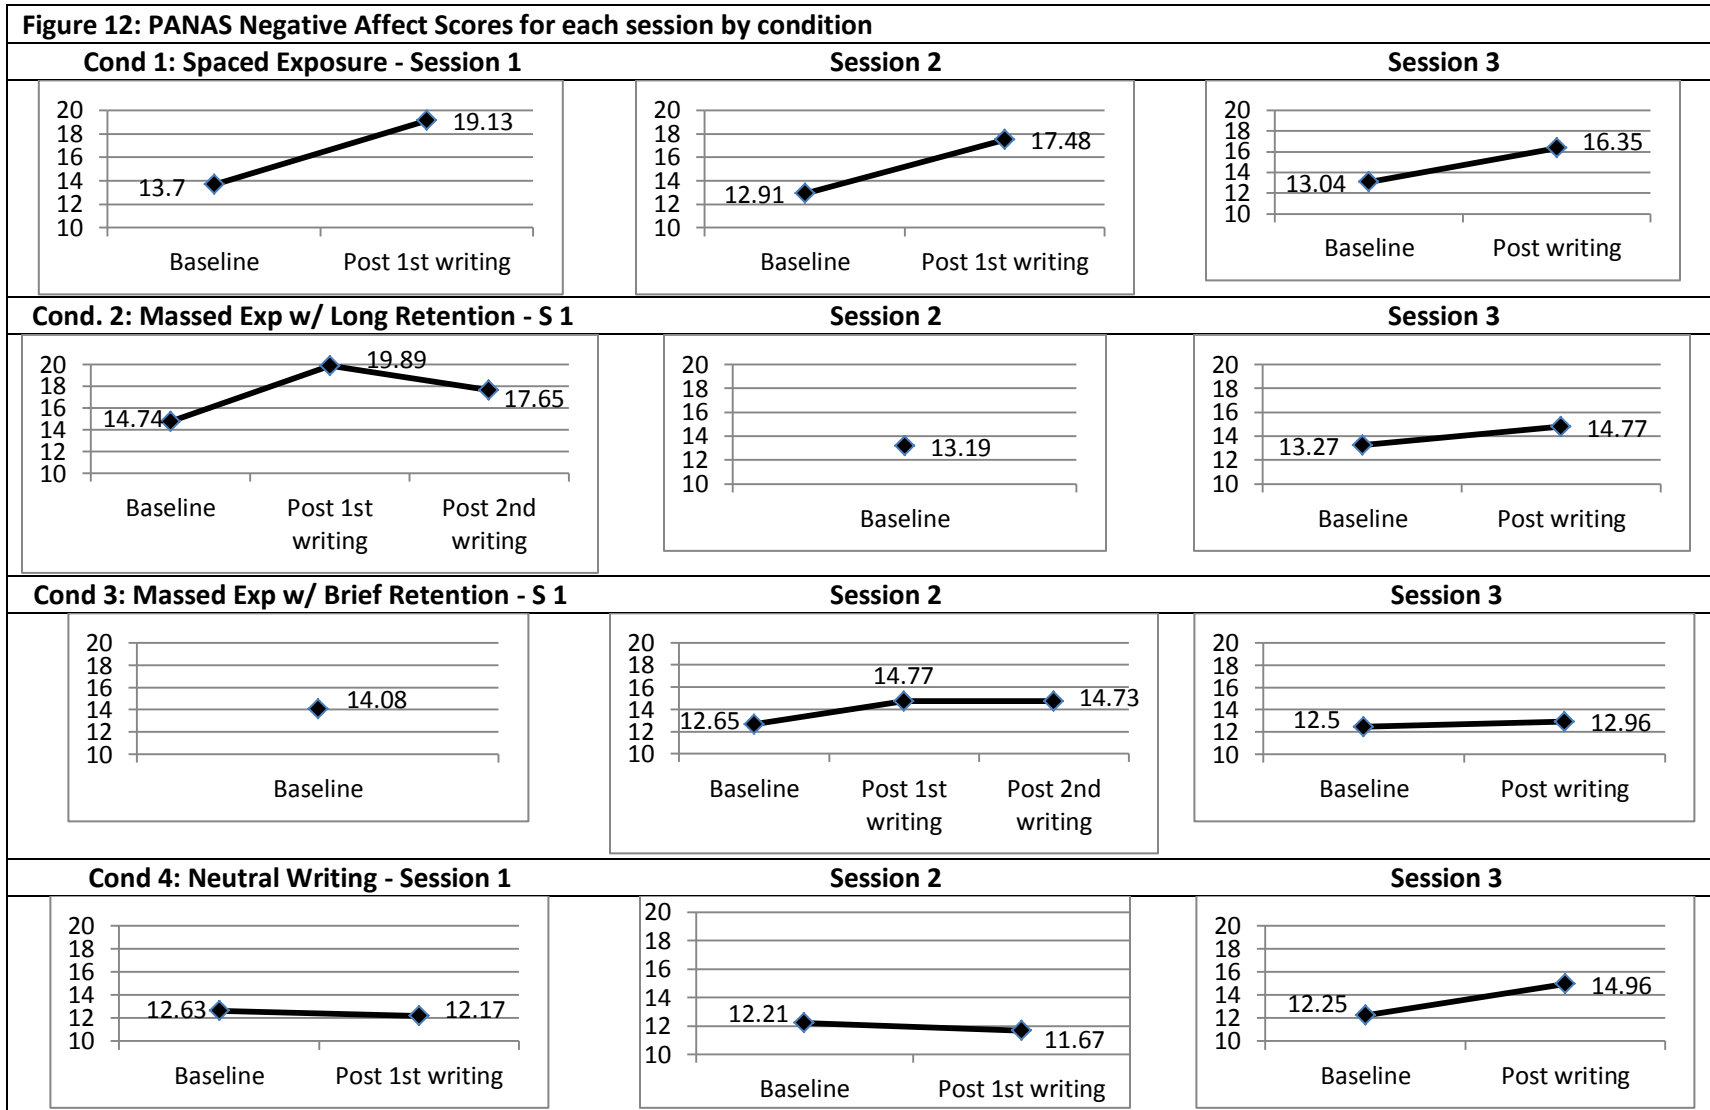 Figure 12: PANAS Negative Affect Scores for each session by condition
Cond 1: Spaced Exposure - Session 1
Session 2
Session 3
20
18
16
14
12
10
13.7
19.13
Baseline
Post 1st writing
20
18
16
14
12
10
12.91
17.48
Baseline
Post 1st writing
20
18
16
14
12
10
13.04
16.35
Baseline
Post writing
Cond. 2: Massed Exp w/ Long Retention - S 1
Session 2
Session 3
20
18
16
14
12
10
14.74
19.89
17.65
Baseline
Post 1st
writing
Post 2nd
writing
20
18
16
14
12
10
13.19
Baseline
20
18
16
14
12
10
13.27
14.77
Baseline
Post writing
Cond 3: Massed Exp w/ Brief Retention - S 1
Session 2
Session 3
20
18
16
14
12
10
14.08
Baseline
20
18
16
14
12
10
12.65
14.77
14.73
Baseline
Post 1st
writing
Post 2nd
writing
20
18
16
14
12
10
12.5
12.96
Baseline
Post writing
Cond 4: Neutral Writing - Session 1
Session 2
Session 3
20
18
16
14
12
10
12.63
12.17
Baseline
Post 1st writing
20
18
16
14
12
10
12.21
11.67
Baseline
Post 1st writing
20
18
16
14
12
10
12.25
14.96
Baseline
Post writing